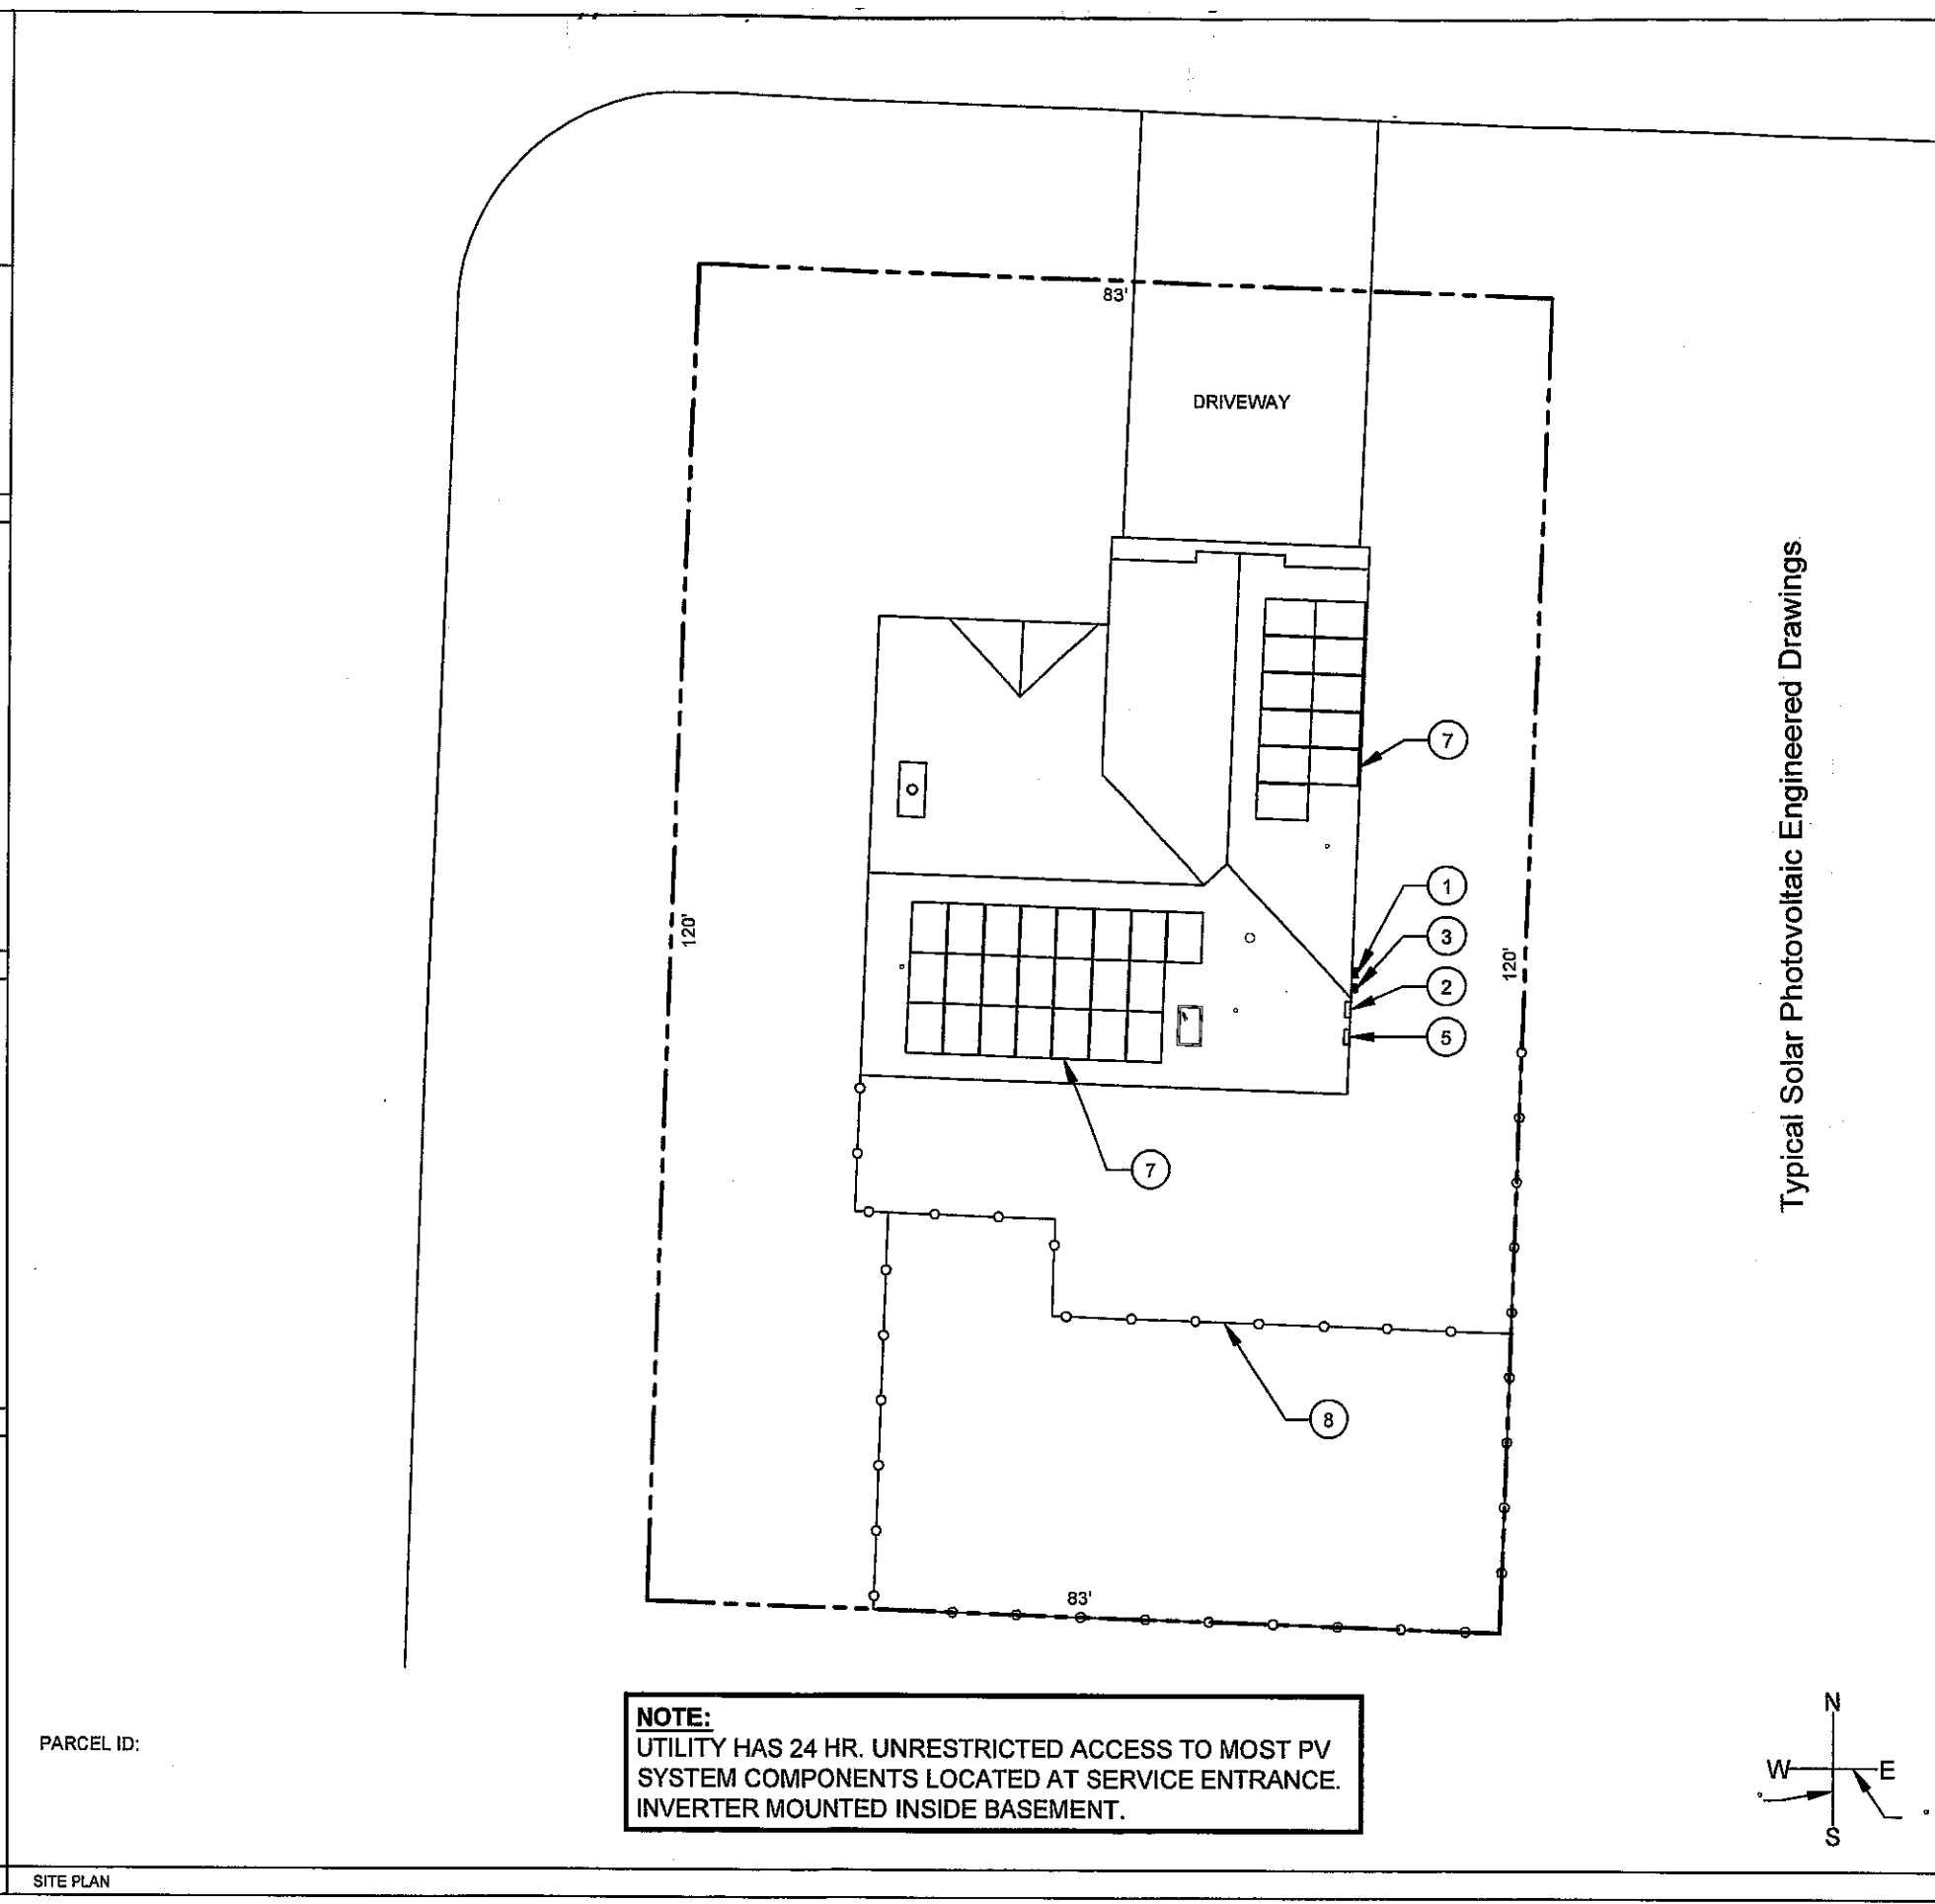 83'
DRIVEWAY
Typical Solar Photovoltaic Engineered Drawings
7
1
3
2
5
120'
120'
7
8
83'
NOTE:
UTILITY HAS 24 HR. UNRESTRICTED ACCESS TO MOST PV
SYSTEM COMPONENTS LOCATED AT SERVICE ENTRANCE.
INVERTER MOUNTED INSIDE BASEMENT.
PARCEL ID:
N
W E
S
SITE PLAN